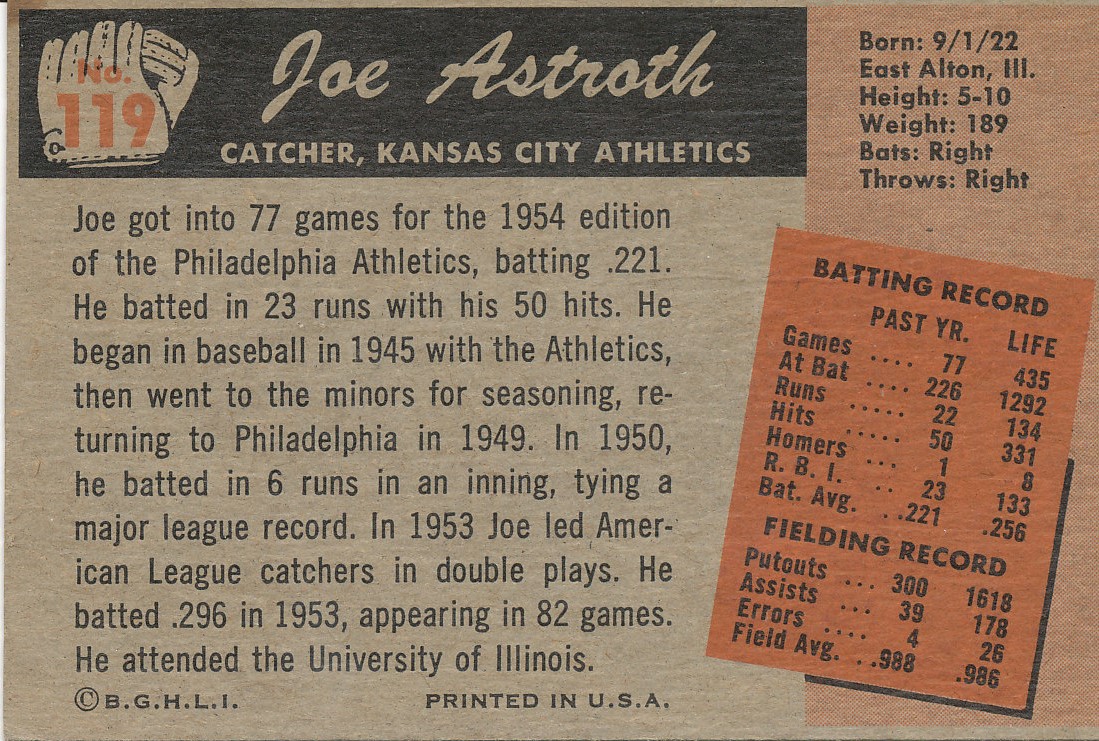 No.
119
Joe Astroth
CATCHER, KANSAS CITY ATHLETICS
Born: 9/1/22
East Alton, Ill.
Height: 5-10
Weight: 189
Bats: Right
Throws: Right
Joe got into 77 games for the 1954 edition
of the Philadelphia Athletics, batting .221.
He batted in 23 runs with his 50 hits. He
began in baseball in 1945 with the Athletics,
then went to the minors for seasoning, re-
turning to Philadelphia in 1949. In 1950,
he batted in 6 runs in an inning, tying a
major league record. In 1953 Joe led Amer-
ican League catchers in double plays. He
batted .296 in 1953, appearing in 82 games.
He attended the University of Illinois.
©B.G.H.L.I. PRINTED IN U.S.A.
BATTING RECORD
PAST YR. LIFE
Games .... 77 435
At Bat .... 226 1292
Runs ..... 22 134
Hits ..... 50 331
Homers ... 1 8
R. B. I. .. 23 133
Bat. Avg. ..221 .256
FIELDING RECORD
Putouts ... 300 1618
Assists ... 39 178
Errors .... 4 26
Field Avg. ..988 .986